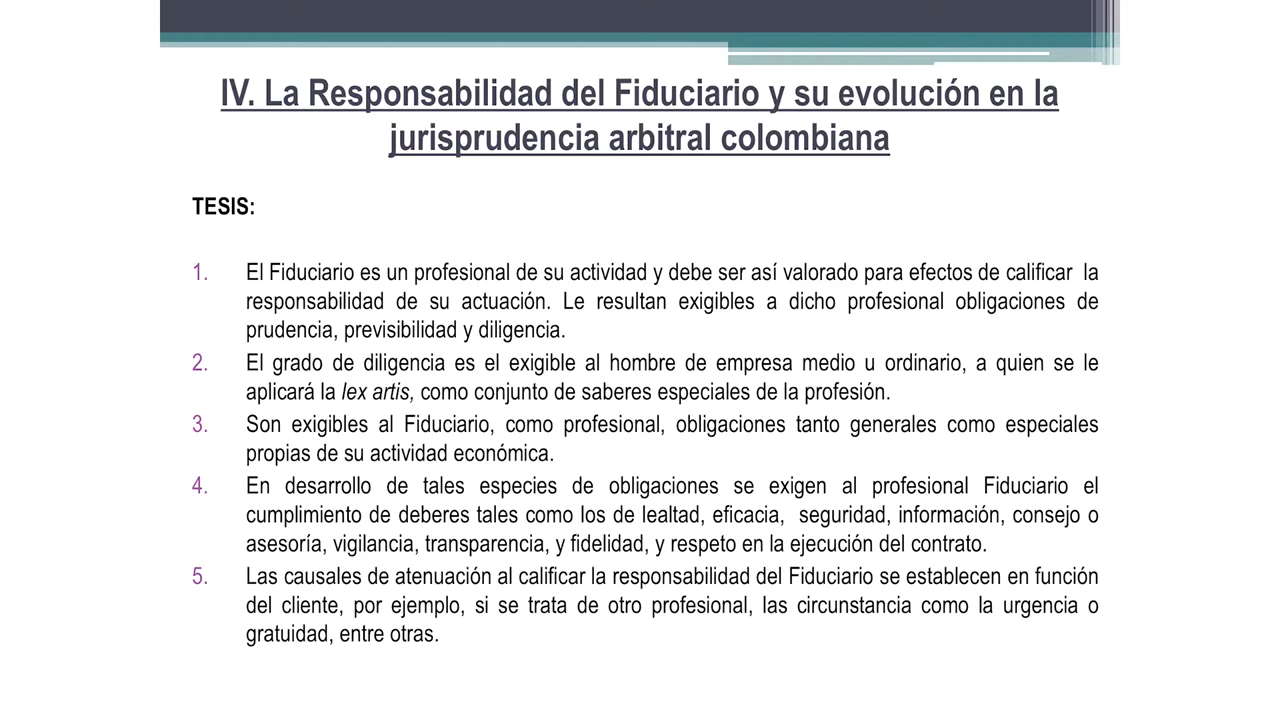 IV. La Responsabilidad del Fiduciario y su evolución en la
jurisprudencia arbitral colombiana
TESIS:
1. El Fiduciario es un profesional de su actividad y debe ser así valorado para efectos de calificar la
responsabilidad de su actuación. Le resultan exigibles a dicho profesional obligaciones de
prudencia, previsibilidad y diligencia.
2. El grado de diligencia es el exigible al hombre de empresa medio u ordinario, a quien se le
aplicará la lex artis, como conjunto de saberes especiales de la profesión.
3. Son exigibles al Fiduciario, como profesional, obligaciones tanto generales como especiales
propias de su actividad económica.
4. En desarrollo de tales especies de obligaciones se exigen al profesional Fiduciario el
cumplimiento de deberes tales como los de lealtad, eficacia, seguridad, información, consejo o
asesoría, vigilancia, transparencia, y fidelidad, y respeto en la ejecución del contrato.
5. Las causales de atenuación al calificar la responsabilidad del Fiduciario se establecen en función
del cliente, por ejemplo, si se trata de otro profesional, las circunstancia como la urgencia o
gratuidad, entre otras.